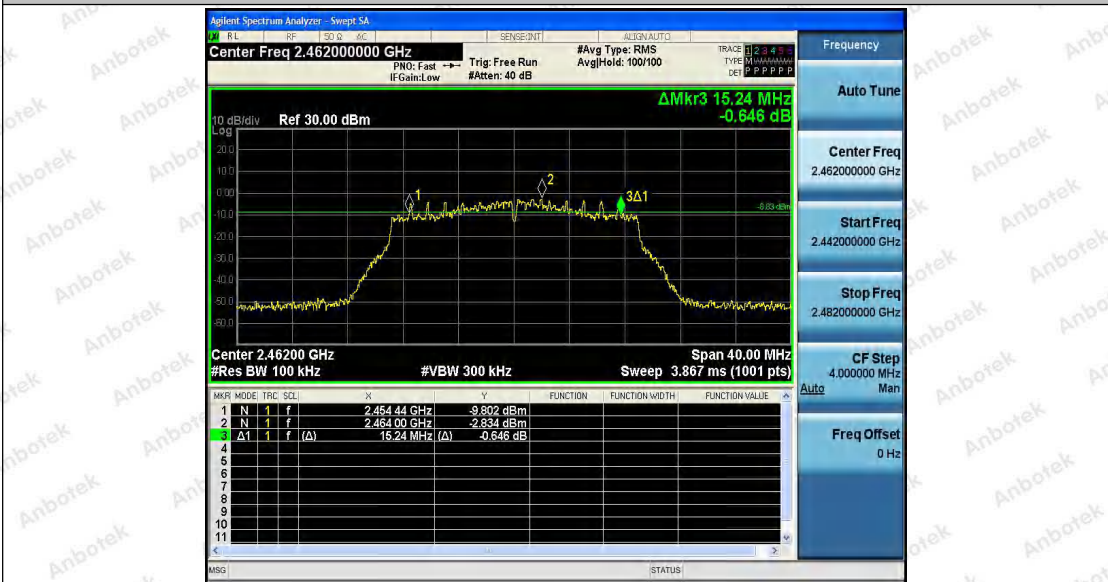 Agilent Spectrum Analyzer - Swept SA
RL RF 50 Ω AC SENSE:INT ALIGNAUTO
Center Freq 2.462000000 GHz
#Avg Type: RMS
TRACE 1 2 3 4 5 6
PNO: Fast
Trig: Free Run
Avg|Hold: 100/100
TYPE M WWWWW
IFGain:Low
#Atten: 40 dB
DET P P P P P P
ΔMkr3 15.24 MHz
-0.646 dB
10 dB/div Ref 30.00 dBm
Log
20.0
10.0
0.00
-10.0
-20.0
-30.0
-40.0
-50.0
-60.0
1
2
3Δ1
-8.83 dBm
Center 2.46200 GHz
Span 40.00 MHz
#Res BW 100 kHz
#VBW 300 kHz
Sweep 3.867 ms (1001 pts)
MKR MODE TRC SCL X Y FUNCTION FUNCTION WIDTH FUNCTION VALUE
1 N 1 f 2.454 44 GHz -9.802 dBm
2 N 1 f 2.464 00 GHz -2.834 dBm
3 Δ1 1 f (Δ) 15.24 MHz (Δ) -0.646 dB
4
5
6
7
8
9
10
11
MSG
STATUS
Frequency
Auto Tune
Center Freq
2.462000000 GHz
Start Freq
2.442000000 GHz
Stop Freq
2.482000000 GHz
CF Step
4.000000 MHz
Auto Man
Freq Offset
0 Hz
Anbotek